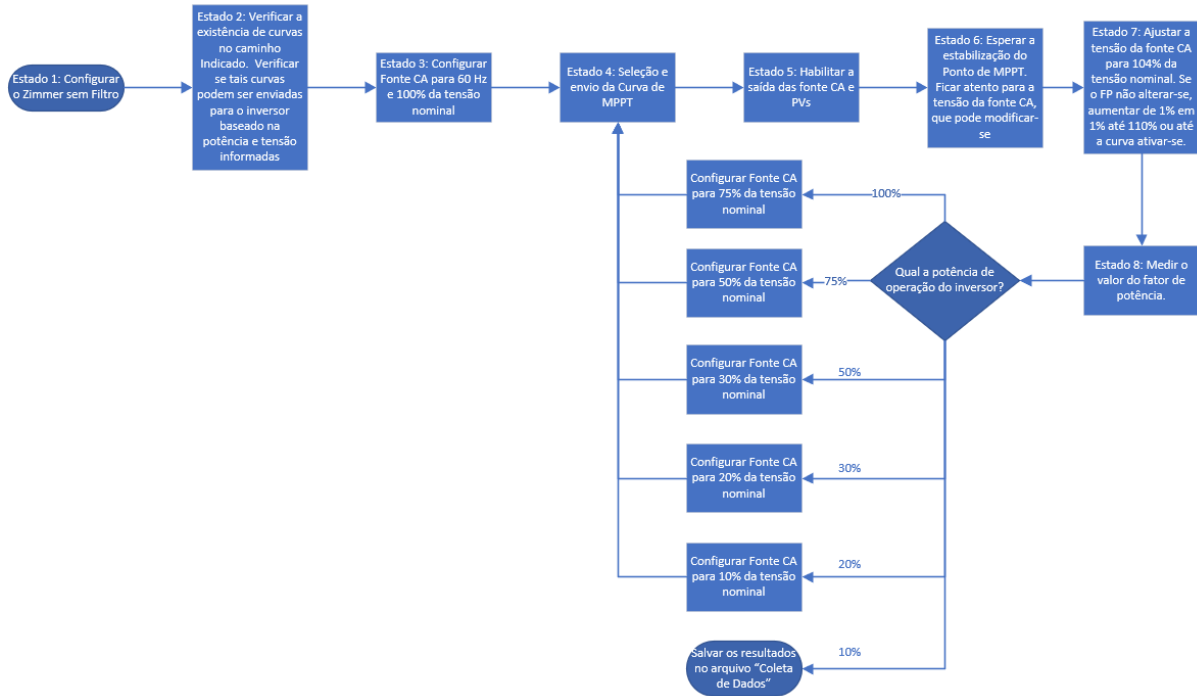 Estado 1: Configurar
o Zimmer sem Filtro
Estado 2: Verificar a
existência de curvas
no caminho
Indicado.  Verificar
se tais curvas
podem ser enviadas
para o inversor
baseado na
potência e tensão
informadas
Estado 3: Configurar
Fonte CA para 60 Hz
e 100% da tensão
nominal
Estado 4: Seleção e
envio da Curva de
MPPT
Estado 5: Habilitar a
saída das fonte CA e
PVs
Estado 6: Esperar a
estabilização do
Ponto de MPPT.
Ficar atento para a
tensão da fonte CA,
que pode modificar-
se
Estado 7: Ajustar a
tensão da fonte CA
para 104% da
tensão nominal. Se
o FP não alterar-se,
aumentar de 1% em
1% até 110% ou até
a curva ativar-se.
Estado 8: Medir o
valor do fator de
potência.
Qual a potência de
operação do inversor?
100%
Configurar Fonte CA
para 75% da tensão
nominal
75%
Configurar Fonte CA
para 50% da tensão
nominal
50%
Configurar Fonte CA
para 30% da tensão
nominal
30%
Configurar Fonte CA
para 20% da tensão
nominal
20%
Configurar Fonte CA
para 10% da tensão
nominal
10%
Salvar os resultados
no arquivo "Coleta
de Dados"